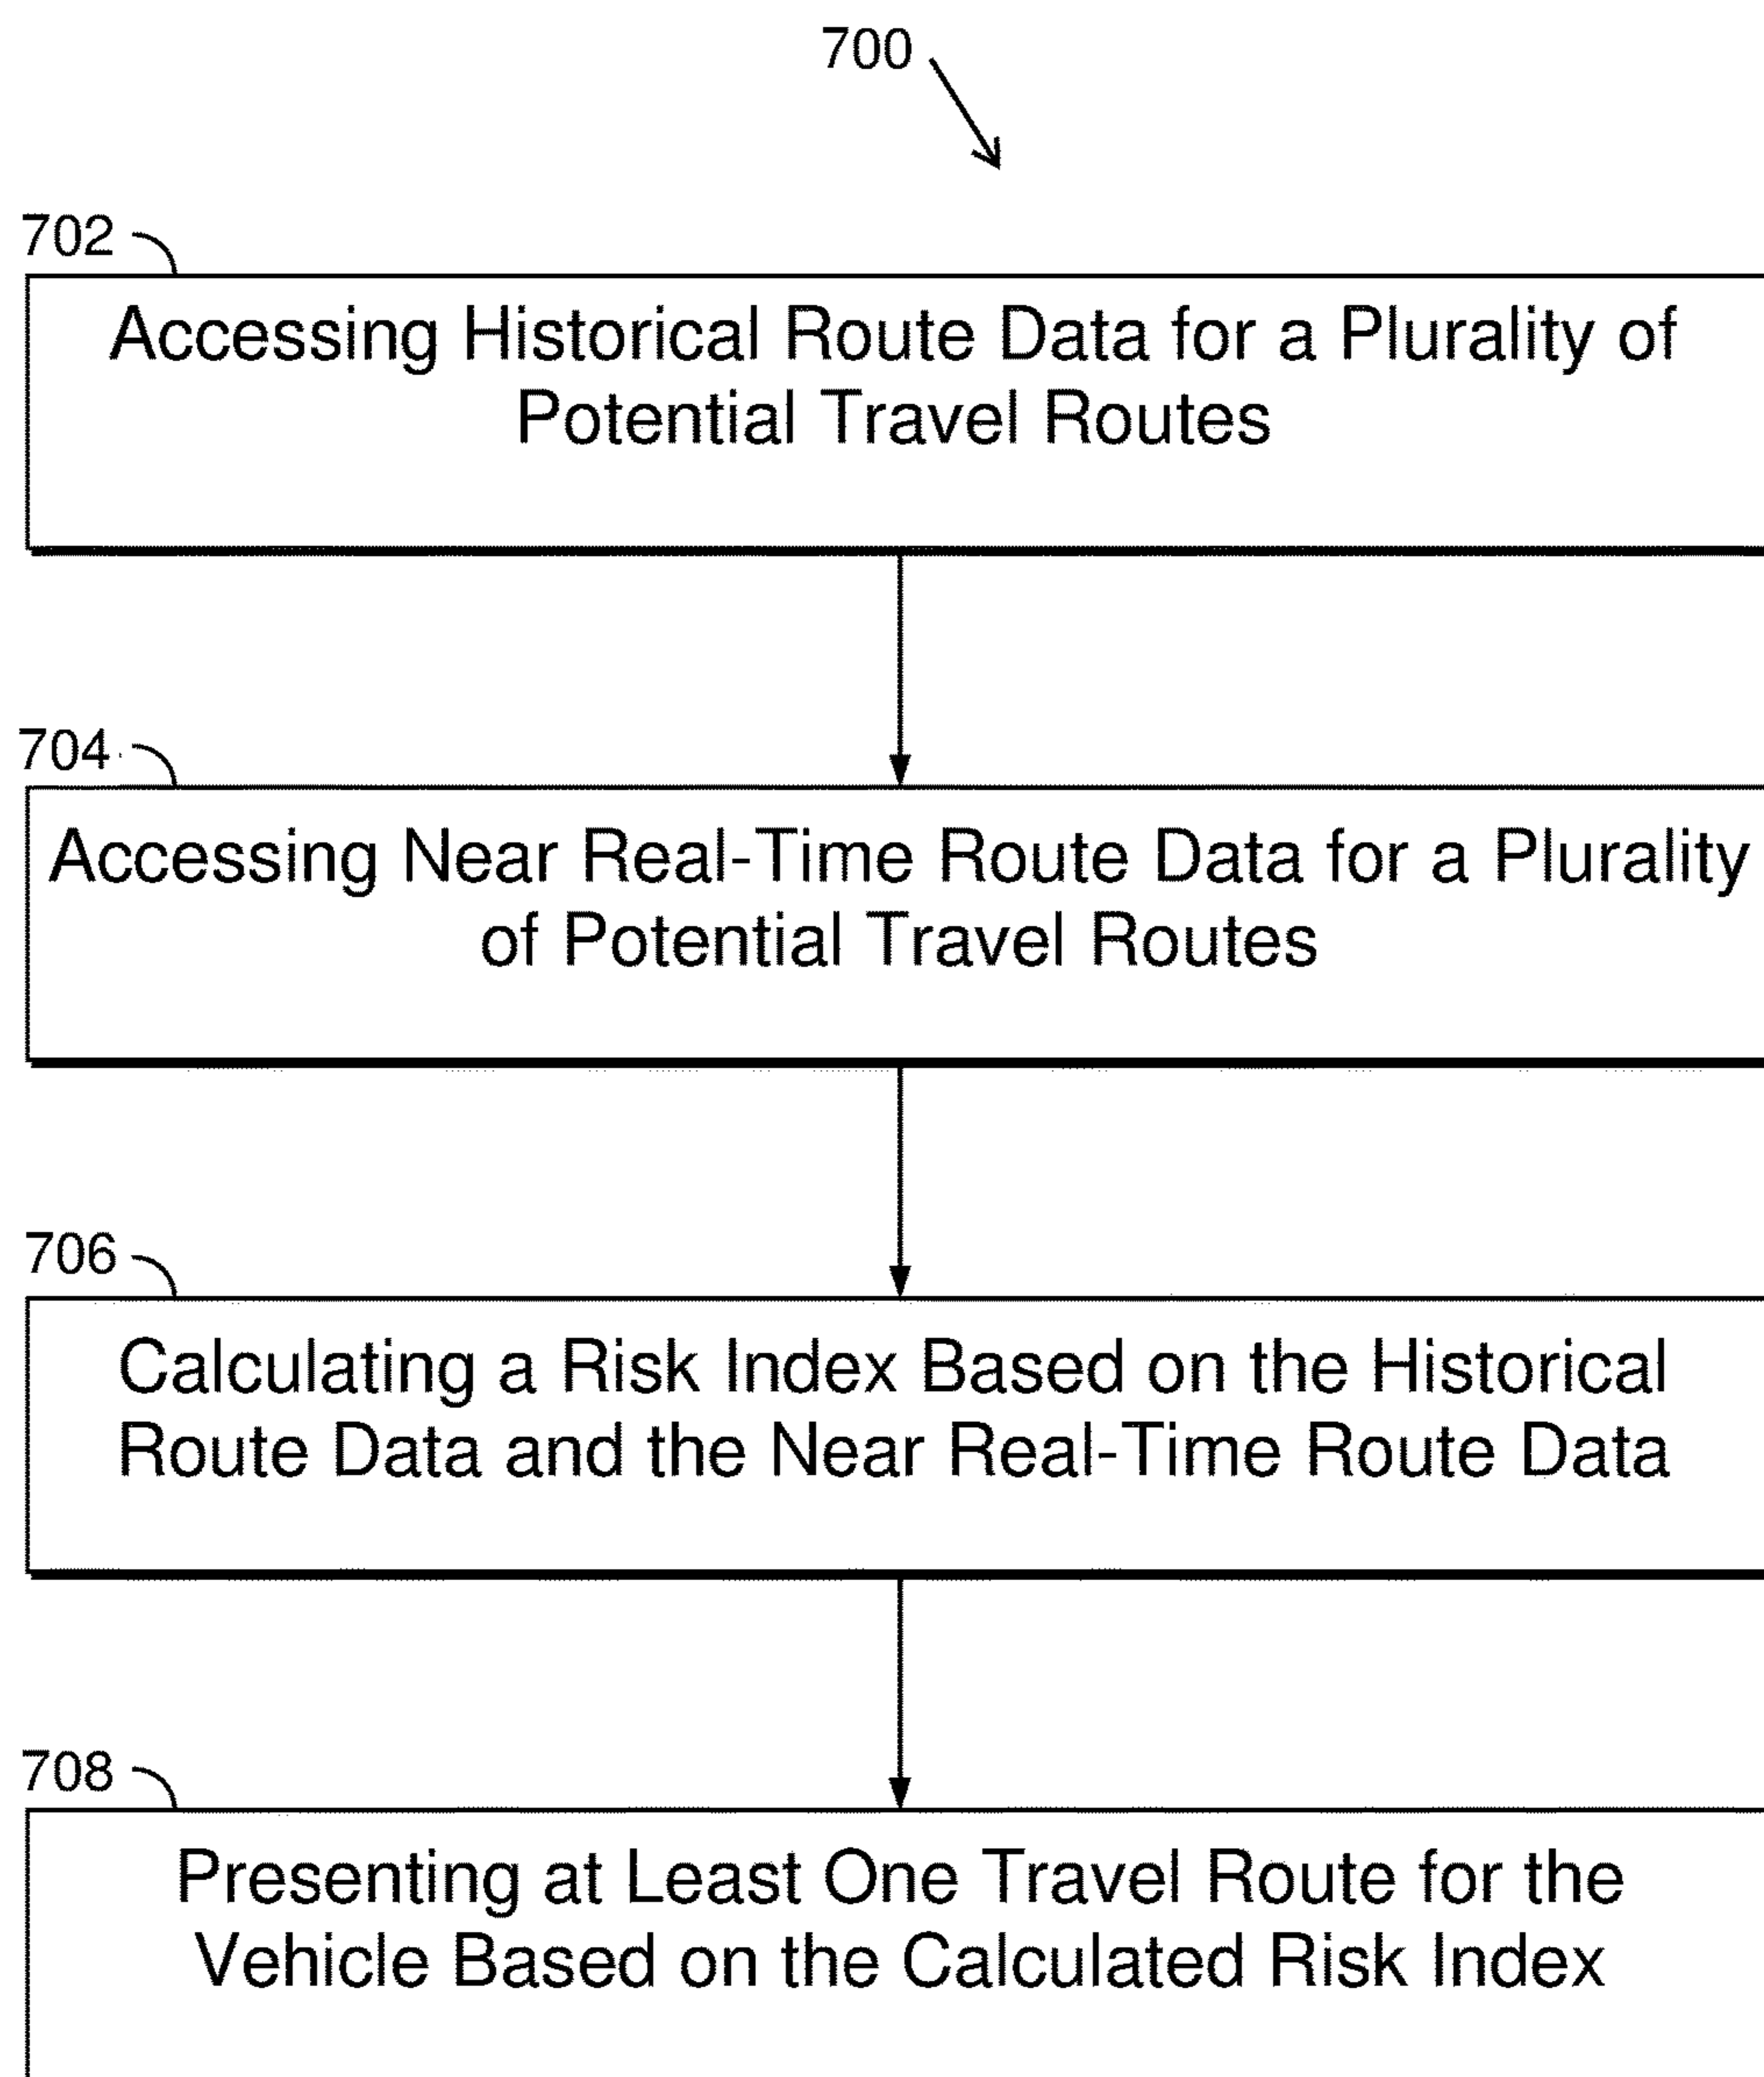 700
702
Accessing Historical Route Data for a Plurality of
Potential Travel Routes
704
Accessing Near Real-Time Route Data for a Plurality
of Potential Travel Routes
706
Calculating a Risk Index Based on the Historical
Route Data and the Near Real-Time Route Data
708
Presenting at Least One Travel Route for the
Vehicle Based on the Calculated Risk Index